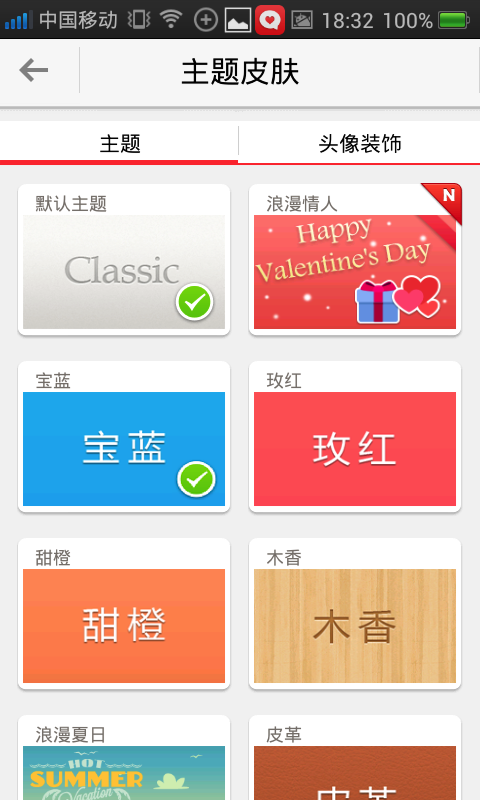 中国移动 18:32 100%
主题皮肤
主题 头像装饰
默认主题
Classic
浪漫情人
N
Happy
Valentine's Day
宝蓝
宝蓝
玫红
玫红
甜橙
甜橙
木香
木香
浪漫夏日
HOT
SUMMER
Vacation
皮革
皮革